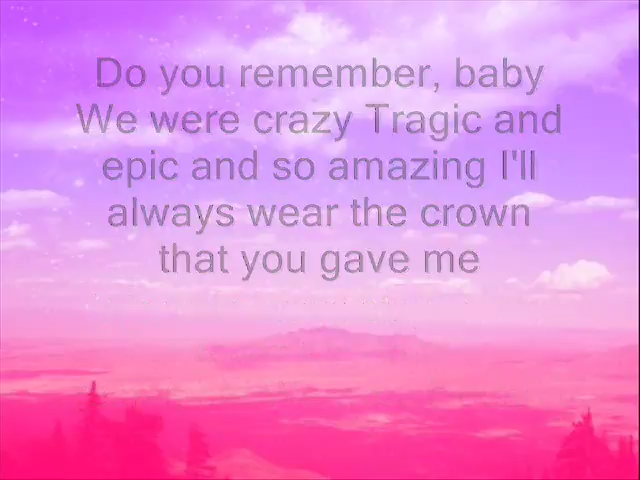 Do you remember, baby
We were crazy Tragic and
epic and so amazing I'll
always wear the crown
that you gave me